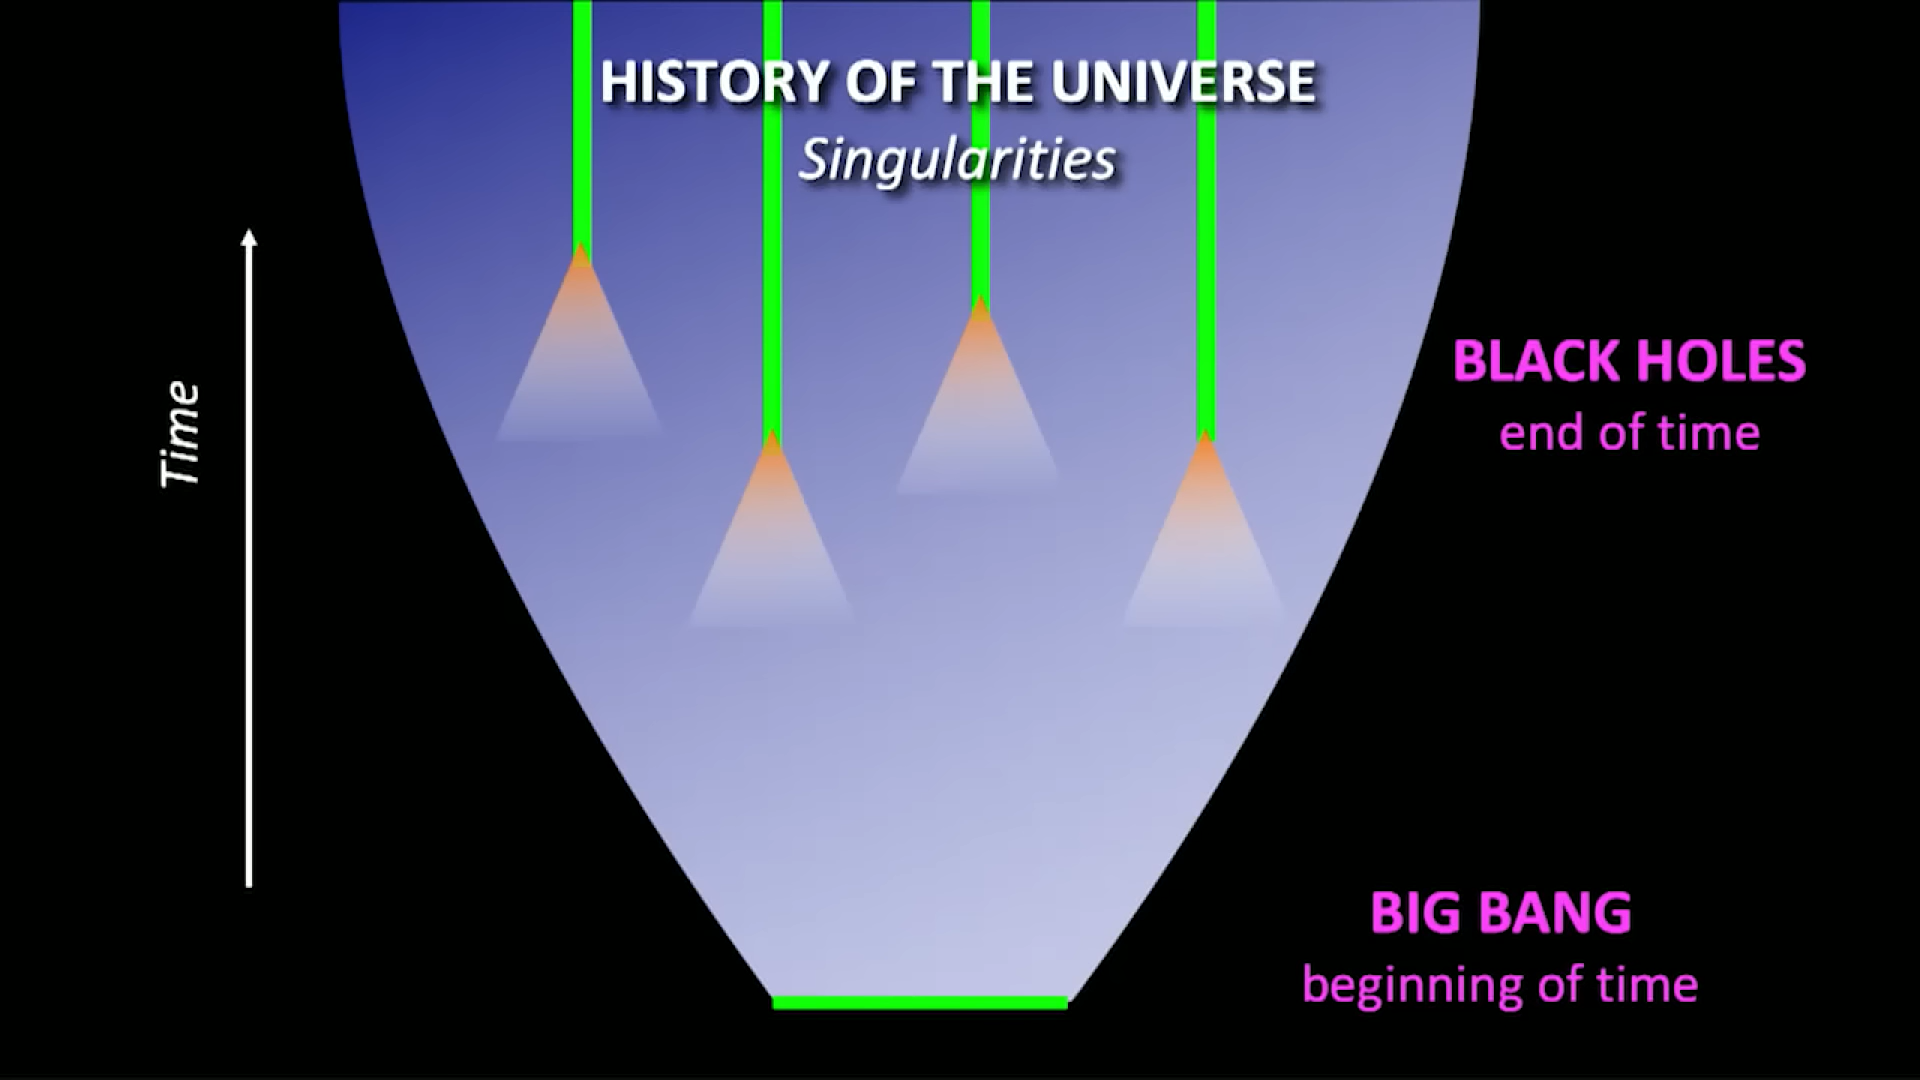 HISTORY OF THE UNIVERSE
Singularities
Time
BLACK HOLES
end of time
BIG BANG
beginning of time